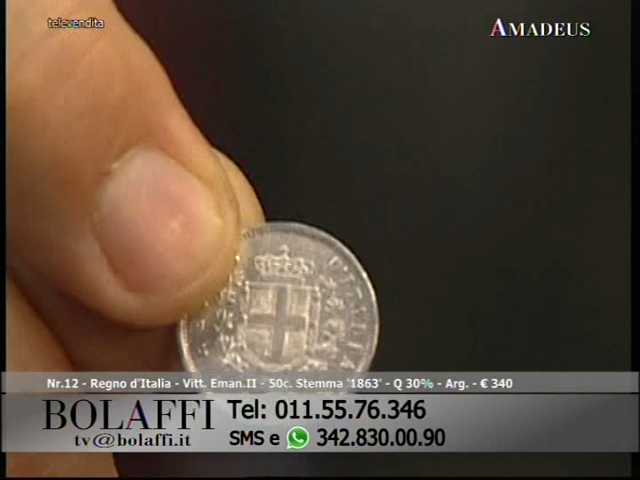 televendita
AMADEUS
D'ITALIA
Nr.12 - Regno d'Italia - Vitt. Eman.II - 50c. Stemma '1863' - Q 30% - Arg. - € 340
BOLAFFI
tv@bolaffi.it
Tel: 011.55.76.346
SMS e 342.830.00.90